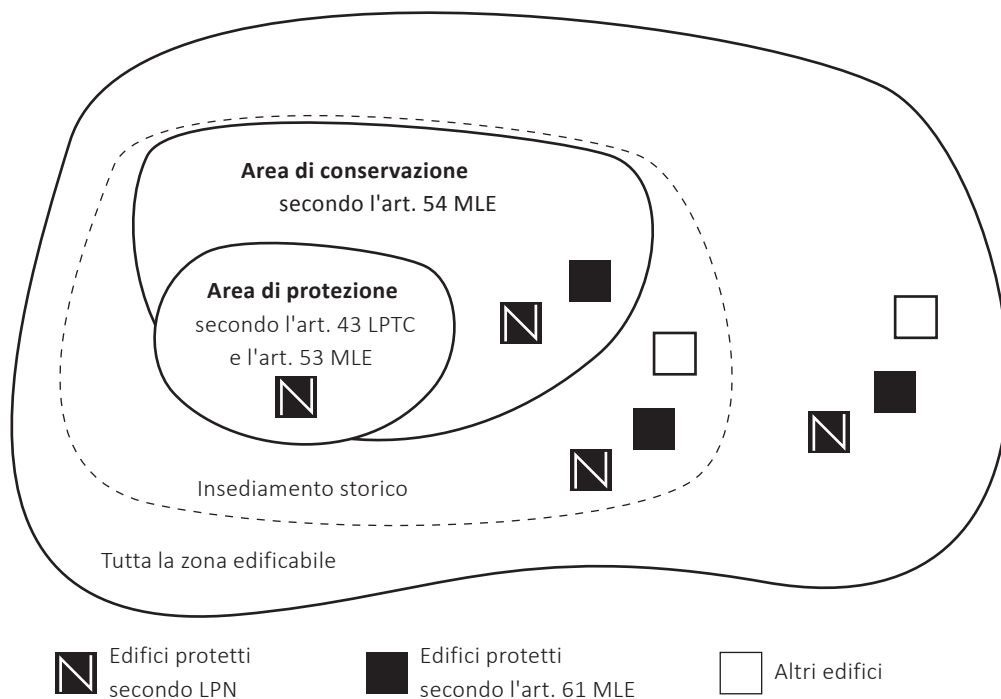 Area di conservazione
secondo l'art. 54 MLE
Area di protezione
secondo l'art. 43 LPTC
e l'art. 53 MLE
N
N
N
N
Insediamento storico
Tutta la zona edificabile
N
Edifici protetti
secondo LPN
Edifici protetti
secondo l'art. 61 MLE
Altri edifici